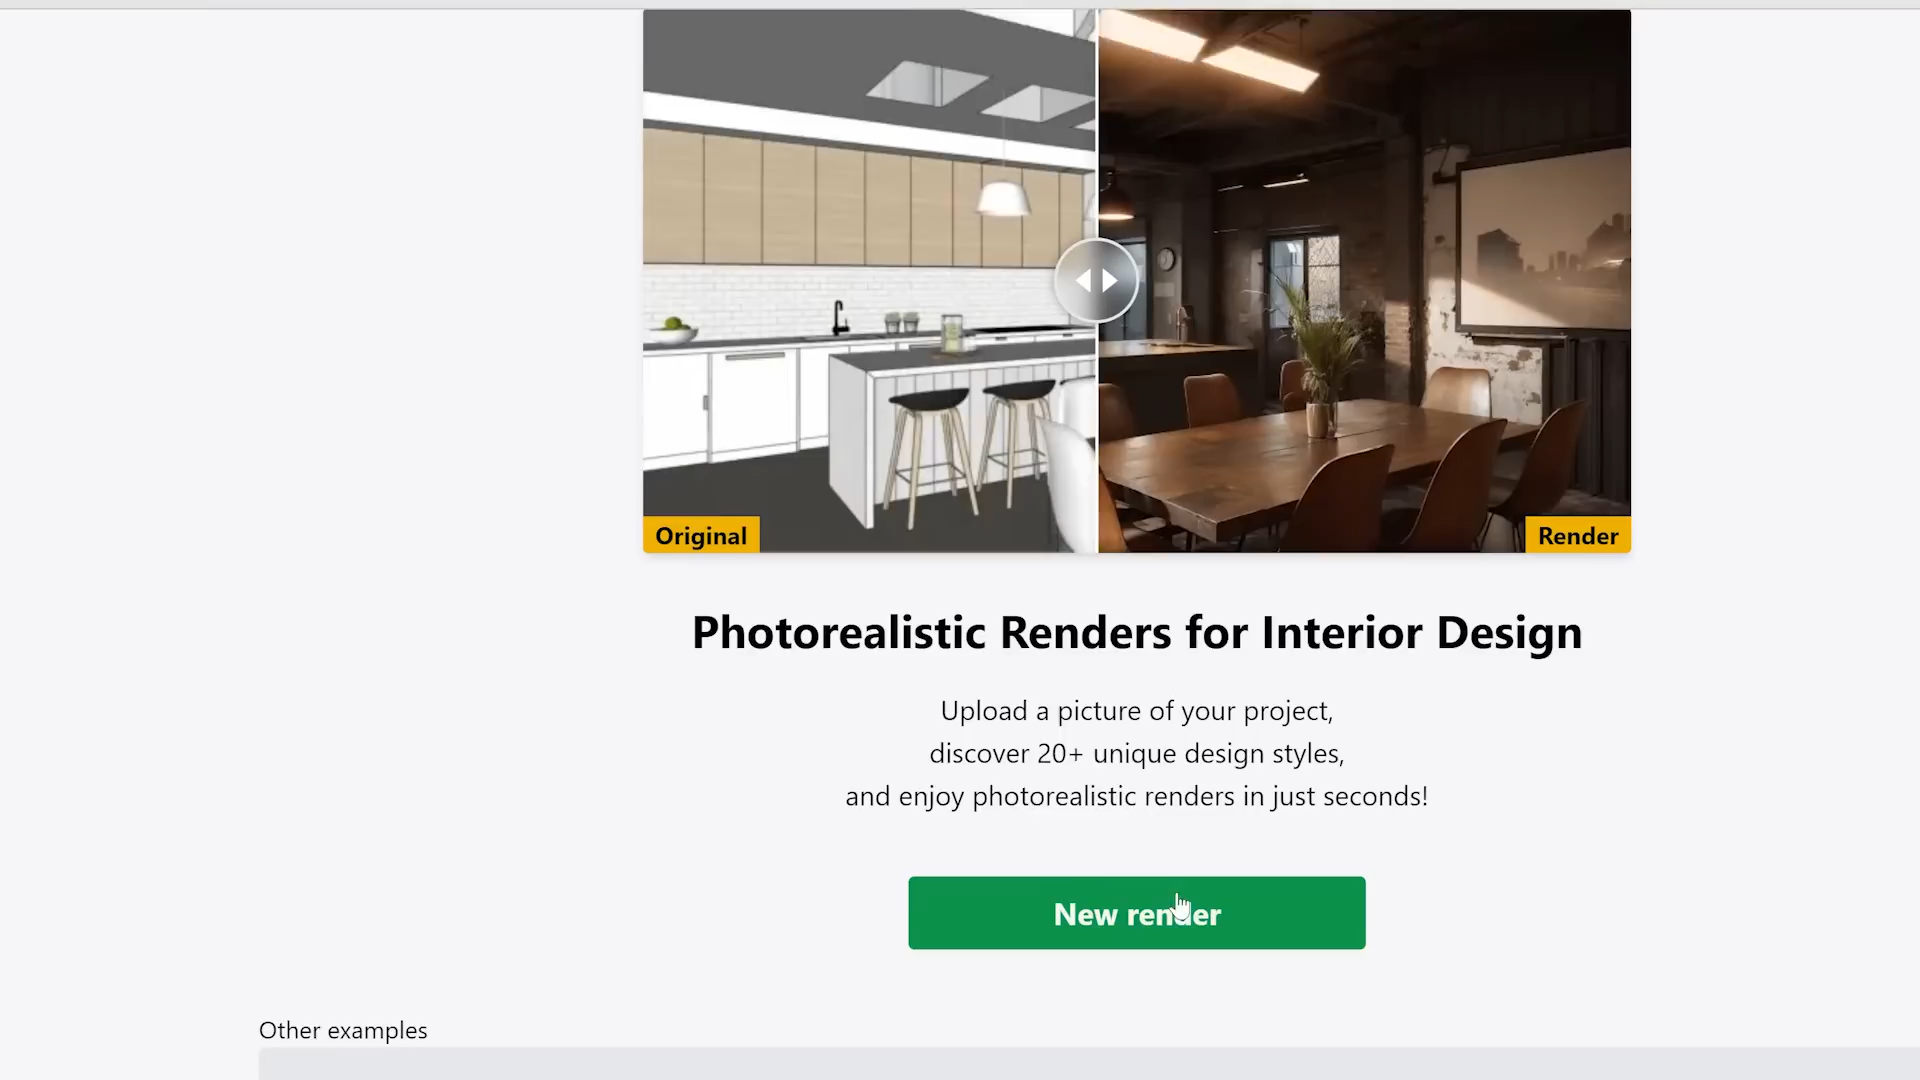 Original
Render
Photorealistic Renders for Interior Design
Upload a picture of your project,
discover 20+ unique design styles,
and enjoy photorealistic renders in just seconds!
New render
Other examples